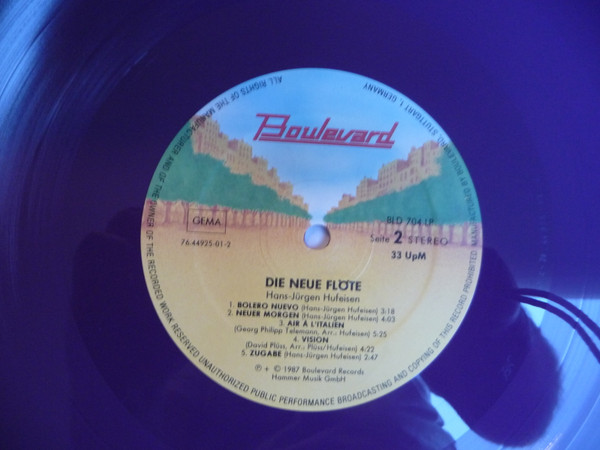 Boulevard
GEMA
76.44925-01-2
BLD 704 LP
Seite 2 STEREO
33 UpM
DIE NEUE FLÖTE
Hans-Jürgen Hufeisen
1. BOLERO NUEVO (Hans-Jürgen Hufeisen) 3:18
2. NEUER MORGEN (Hans-Jürgen Hufeisen) 4:03
3. AIR À L'ITALIEN
(Georg Philipp Telemann, Arr.: Hufeisen) 5:25
4. VISION
(David Plüss, Arr.: Plüss/Hufeisen) 4:22
5. ZUGABE (Hans-Jürgen Hufeisen) 2:47
℗ + © 1987 Boulevard Records
Hammer Musik GmbH
ALL RIGHTS OF THE MANUFACTURER AND OF THE OWNER OF THE RECORDED WORK RESERVED UNAUTHORIZED PUBLIC PERFORMANCE BROADCASTING AND COPYING OF THIS RECORD PROHIBITED MANUFACTURED BY BOULEVARD, STUTTGART 1, GERMANY